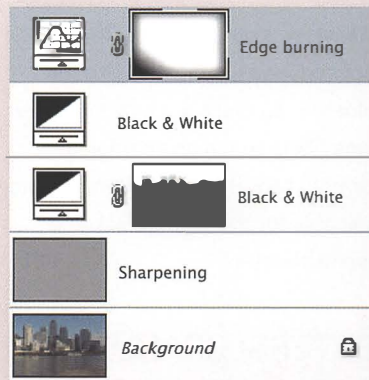 Edge burning
Black & White
Black & White
Sharpening
Background